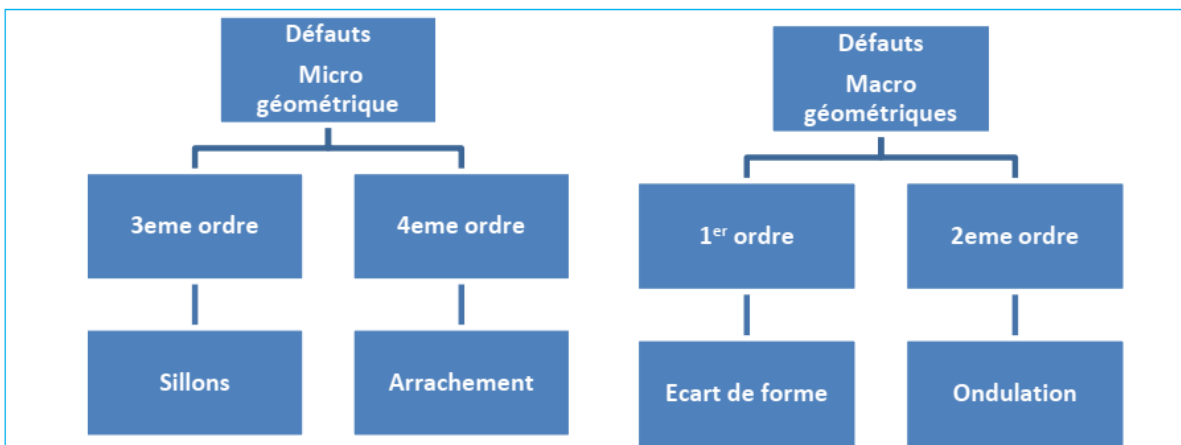 Défauts
Micro
géométrique
3eme ordre
4eme ordre
Sillons
Arrachement
Défauts
Macro
géométriques
1er ordre
2eme ordre
Ecart de forme
Ondulation